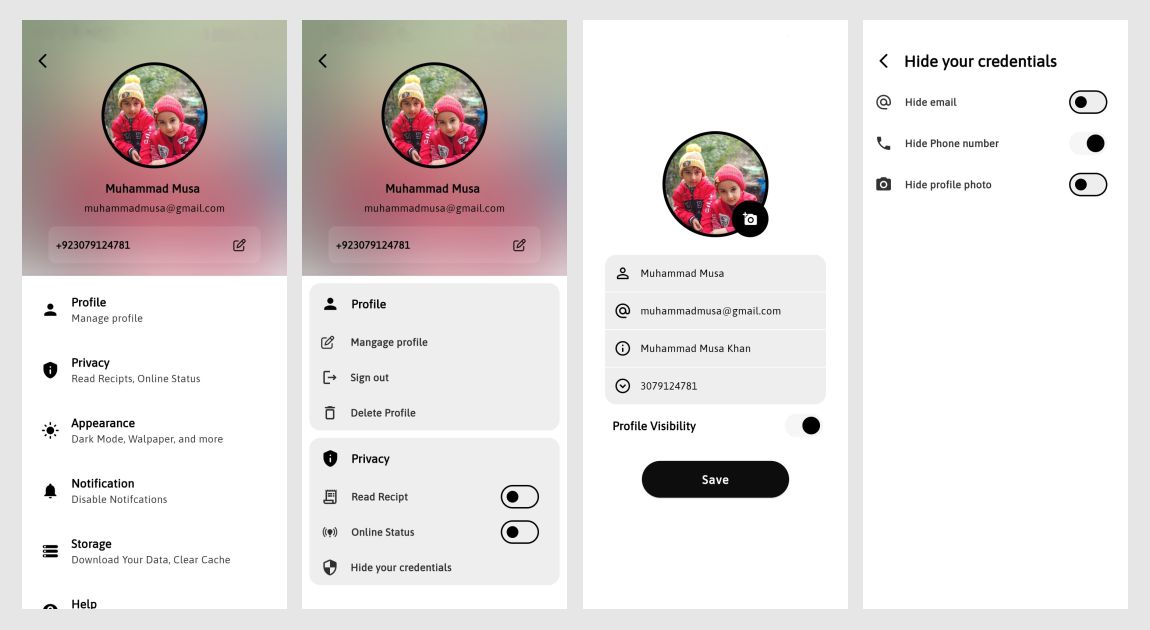 Muhammad Musa
muhammadmusa@gmail.com
+923079124781
Profile
Manage profile
Privacy
Read Recipts, Online Status
Appearance
Dark Mode, Walpaper, and more
Notification
Disable Notifcations
Storage
Download Your Data, Clear Cache
Help
Muhammad Musa
muhammadmusa@gmail.com
+923079124781
Profile
Mangage profile
Sign out
Delete Profile
Privacy
Read Recipt
Online Status
Hide your credentials
Muhammad Musa
muhammadmusa@gmail.com
Muhammad Musa Khan
3079124781
Profile Visibility
Save
Hide your credentials
Hide email
Hide Phone number
Hide profile photo